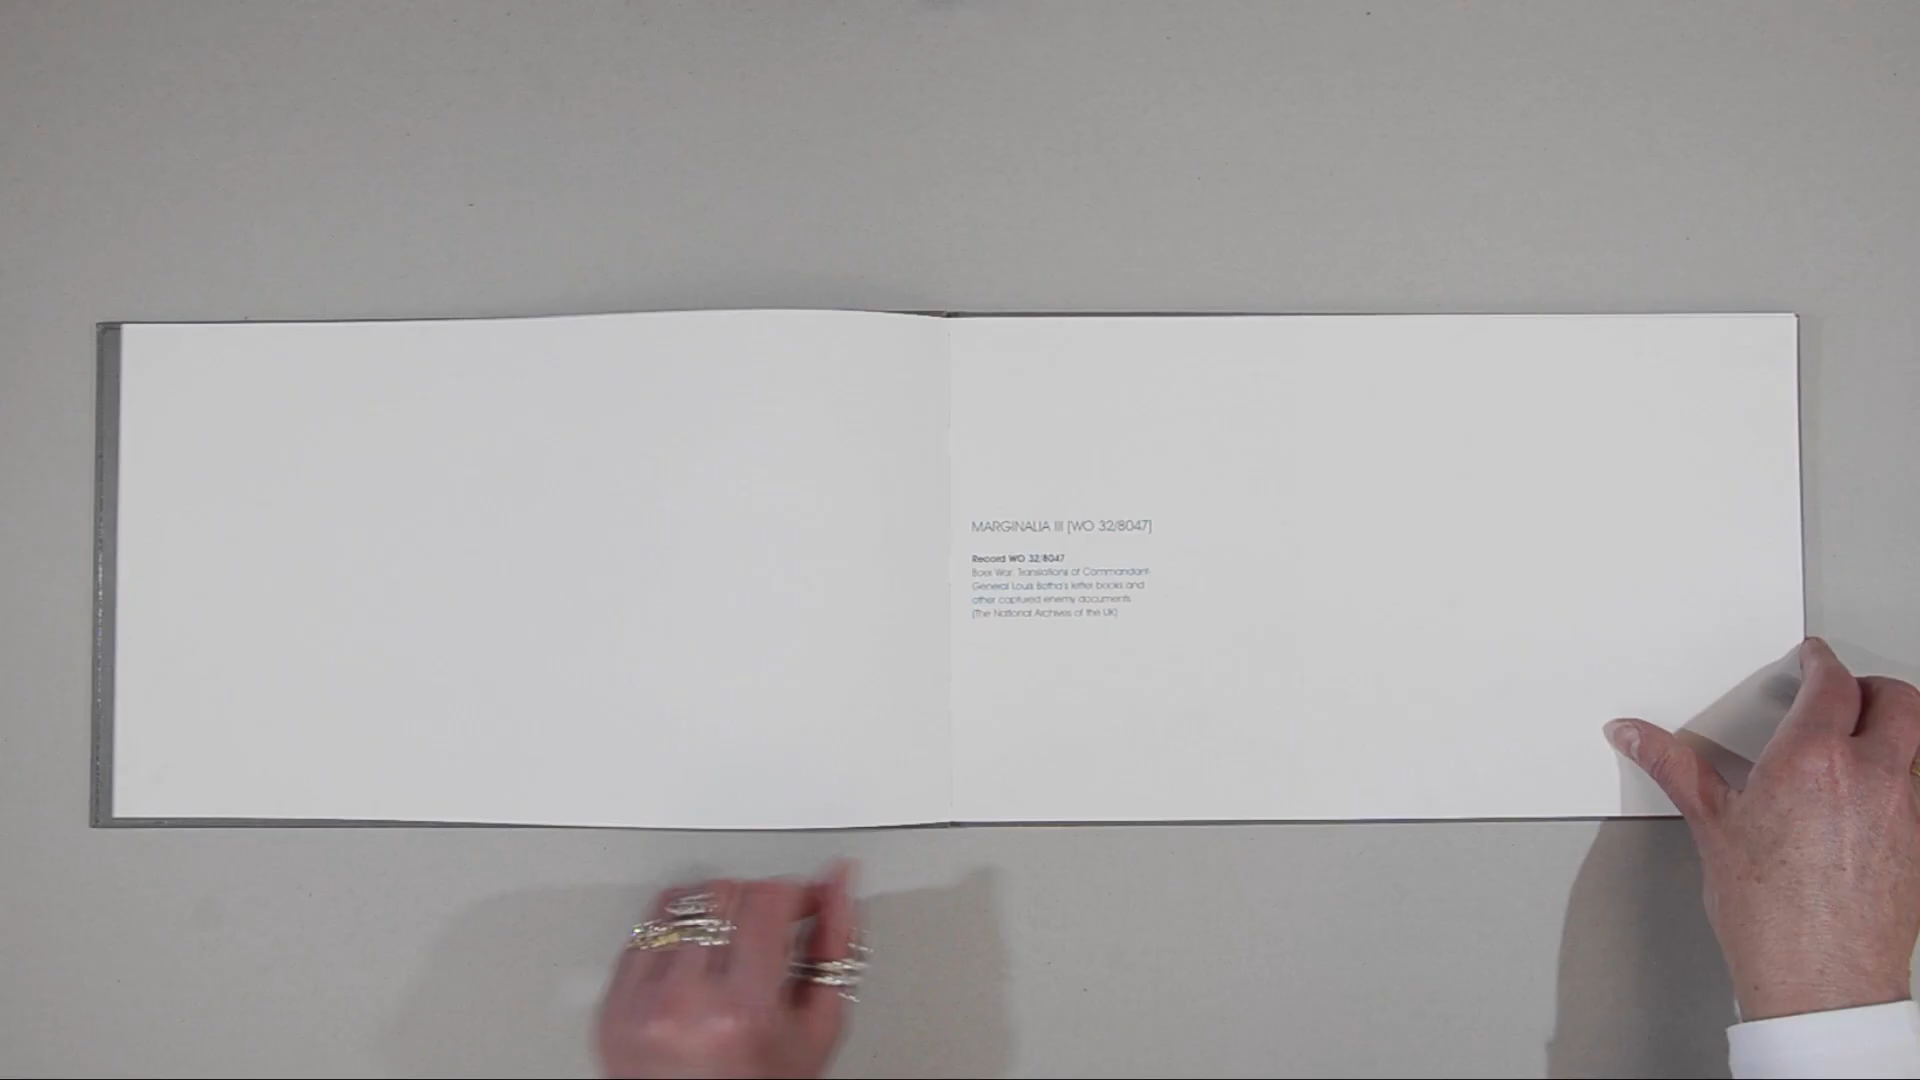 MARGINALIA III [WO 32/8047]
Record WO 32/8047
Boer War: Translations of Commandant-
General Louis Botha's letter books and
other captured enemy documents.
(The National Archives of the UK)